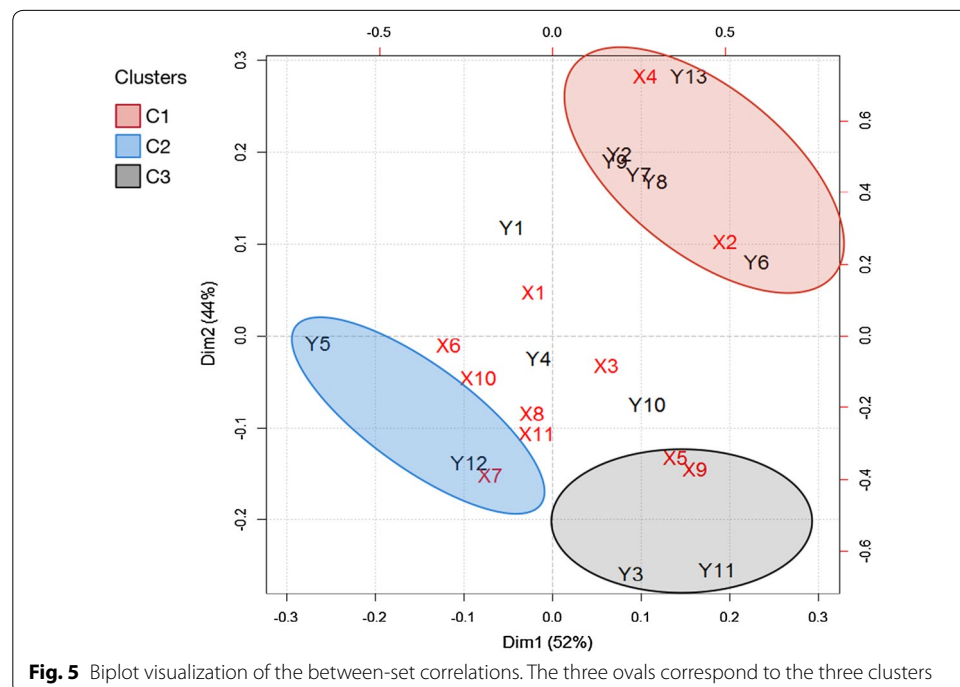 -0.5 0.0 0.5
Clusters
C1
C2
C3
0.3
0.2
0.1
0.0
-0.1
-0.2
Dim2 (44%)
X4 Y13
Y2
Y9
Y7
Y8
X2
Y6
Y1
X1
Y5
X6
Y4
X3
X10
Y10
X8
X11
Y12
X7
X5
X9
Y3 Y11
0.6
0.4
0.2
0.0
-0.2
-0.4
-0.6
-0.3 -0.2 -0.1 0.0 0.1 0.2 0.3
Dim1 (52%)
Fig. 5 Biplot visualization of the between-set correlations. The three ovals correspond to the three clusters